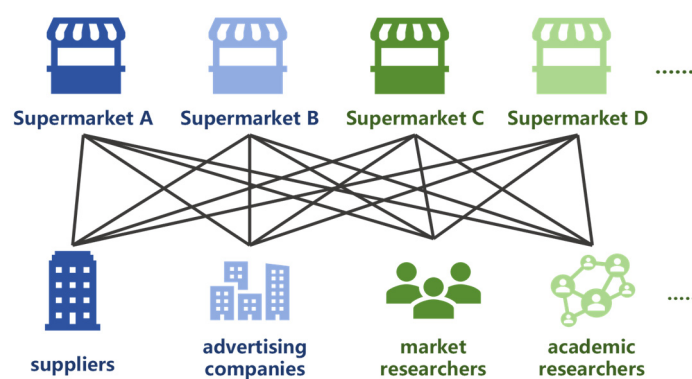 Supermarket A Supermarket B Supermarket C Supermarket D ......
suppliers
advertising
companies
market
researchers
academic
researchers
.....